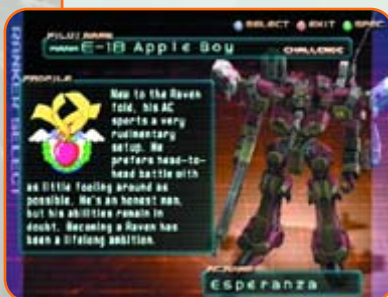 SELECT EXIT SPEC
PILOT NAME
RANK E-18 Apple Boy
CHALLENGE
RANKER SELECT
PROFILE
New to the Raven
fold, his AC
sports a very
rudimentary
setup. He
prefers head-to-
head battle with
as little fooling around as
possible. He's an honest man,
but his abilities remain in
doubt. Becoming a Raven has
been a lifelong ambition.
AC NAME
Esperanza